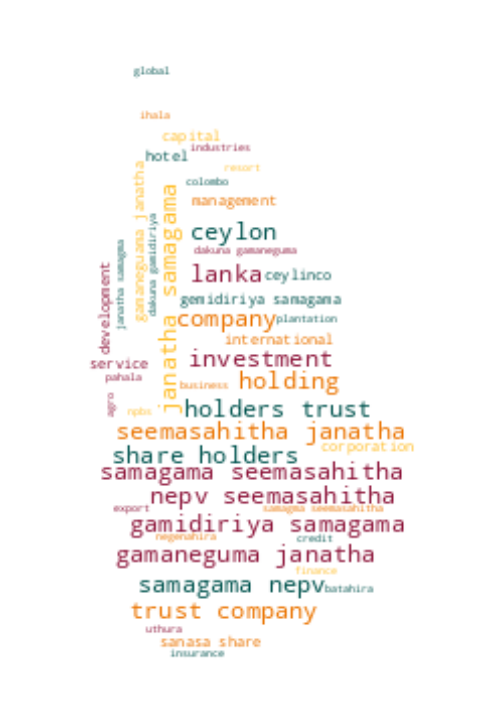 global
ihala
capital
industries
hotel
resort
colombo
management
gamaneguama janatha
janatha samagama
dakuna gamidiriya
ceylon
dakuna gamaneguma
janatha samagma
development
lanka
ceylinco
gemidiriya samagama
company
plantation
international
investment
service
pahala
business
holding
agro
npbs
holders trust
seemasahitha janatha
corporation
share holders
samagama seemasahitha
nepv seemasahitha
export
samagma seemasahitha
gamidiriya samagama
negenahira
credit
gamaneguma janatha
finance
samagama nepv
batahira
trust company
uthura
sanasa share
insurance